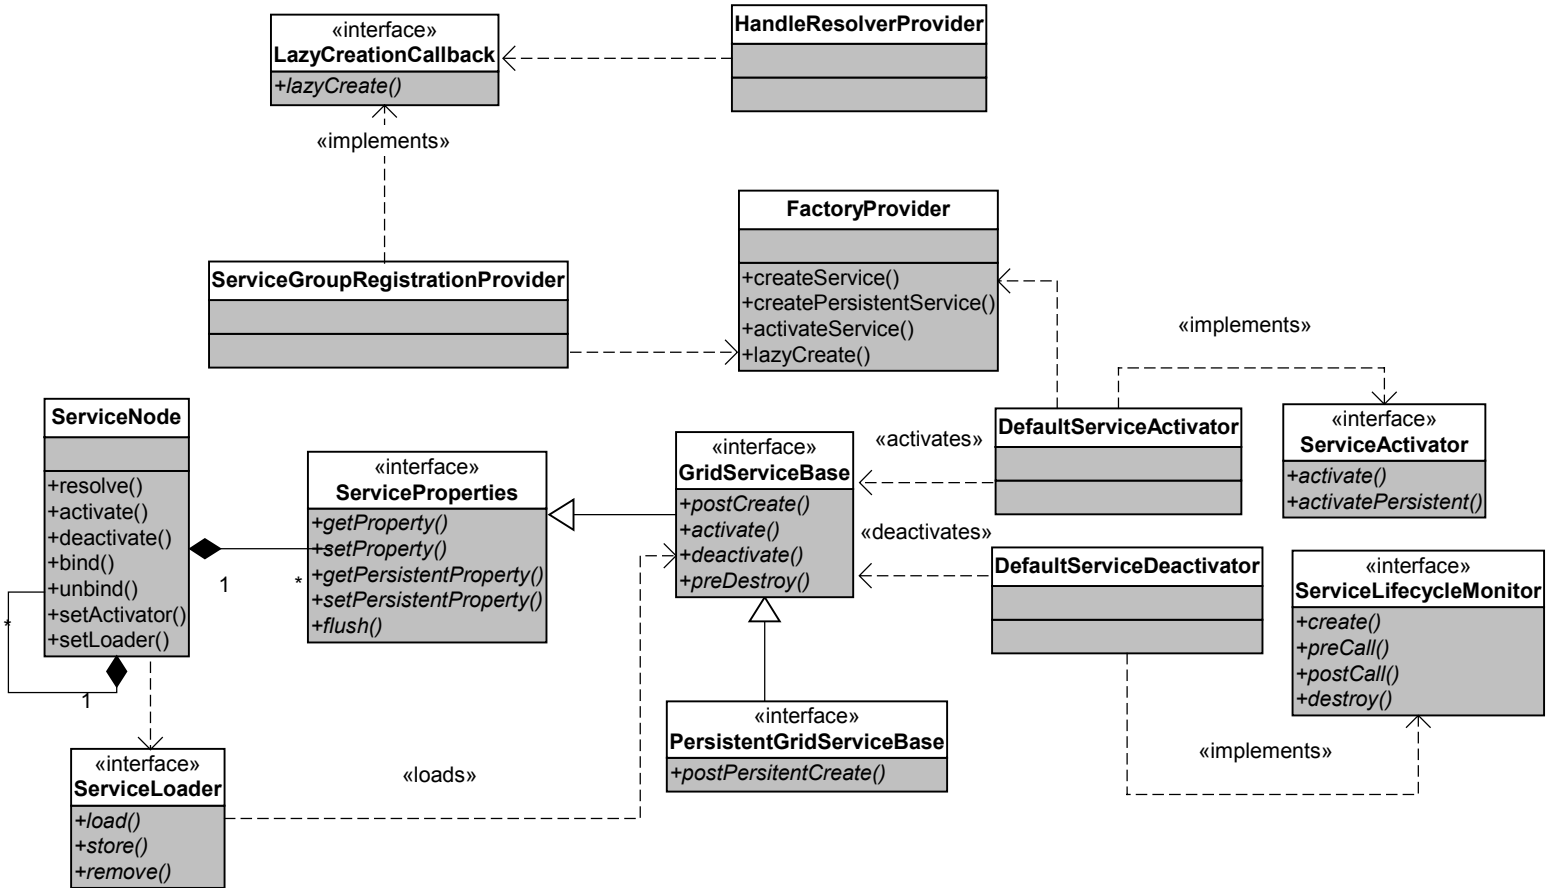 «interface»
LazyCreationCallback
+lazyCreate()
HandleResolverProvider
«implements»
FactoryProvider
+createService()
+createPersistentService()
+activateService()
+lazyCreate()
ServiceGroupRegistrationProvider
«implements»
ServiceNode
+resolve()
+activate()
+deactivate()
+bind()
+unbind()
+setActivator()
+setLoader()
*
1
1
*
«interface»
ServiceProperties
+getProperty()
+setProperty()
+getPersistentProperty()
+setPersistentProperty()
+flush()
«interface»
GridServiceBase
+postCreate()
+activate()
+deactivate()
+preDestroy()
«activates»
«deactivates»
DefaultServiceActivator
«interface»
ServiceActivator
+activate()
+activatePersistent()
DefaultServiceDeactivator
«interface»
ServiceLifecycleMonitor
+create()
+preCall()
+postCall()
+destroy()
«implements»
«interface»
PersistentGridServiceBase
+postPersitentCreate()
«loads»
«interface»
ServiceLoader
+load()
+store()
+remove()